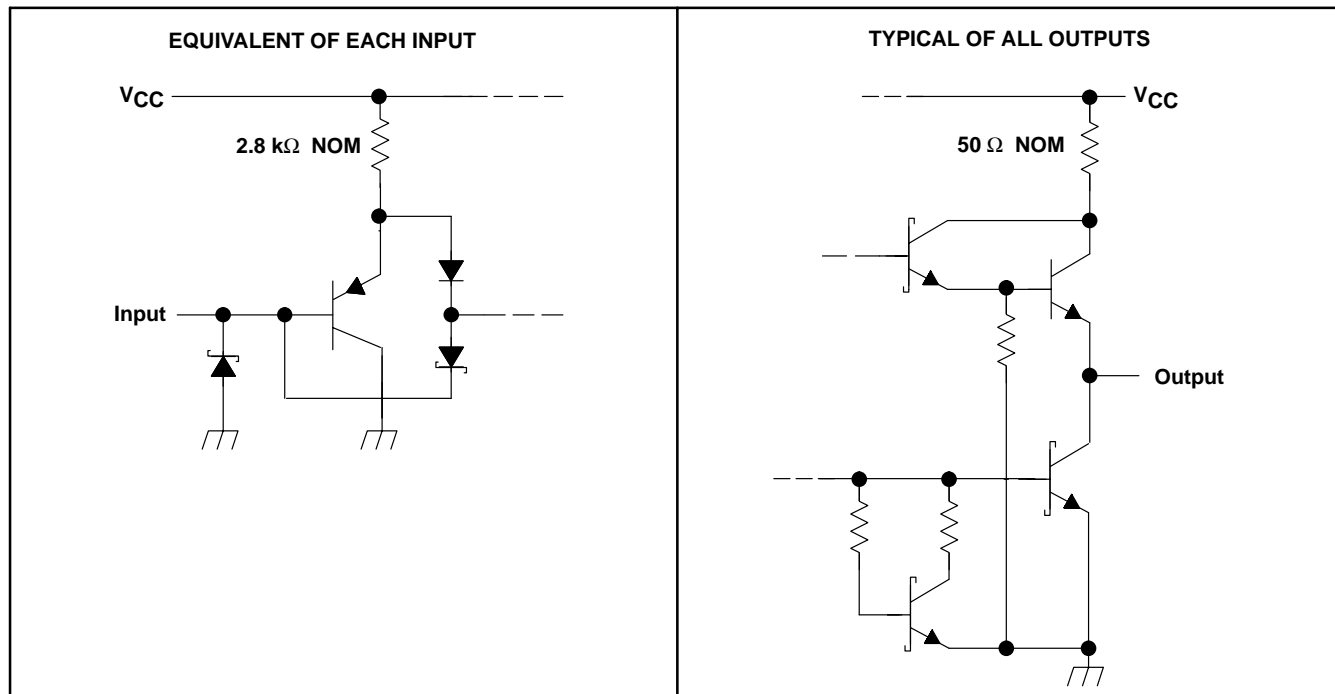 EQUIVALENT OF EACH INPUT
VCC
2.8 kΩ NOM
Input
TYPICAL OF ALL OUTPUTS
VCC
50 Ω NOM
Output